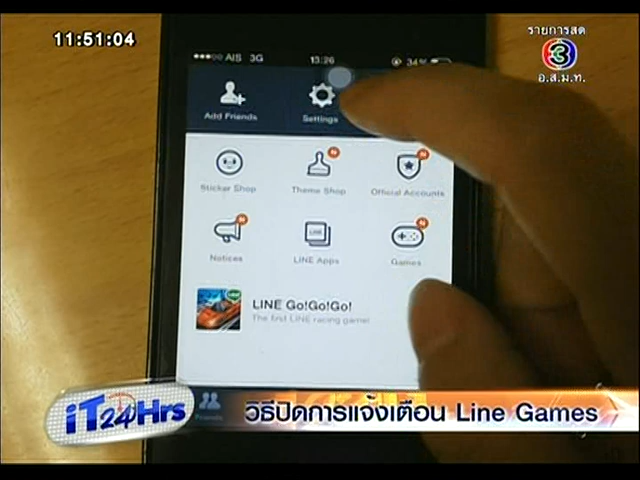 11:51:04
รายการสด
3
อ.ส.ม.ท.
AIS 3G 13:26 34%
Add Friends Settings
Sticker Shop Theme Shop Official Accounts
N N
LINE
Notices LINE Apps Games
N N
LINE Go!Go!Go!
The first LINE racing game!
Friends
iT24Hrs
วิธีปิดการแจ้งเตือน Line Games